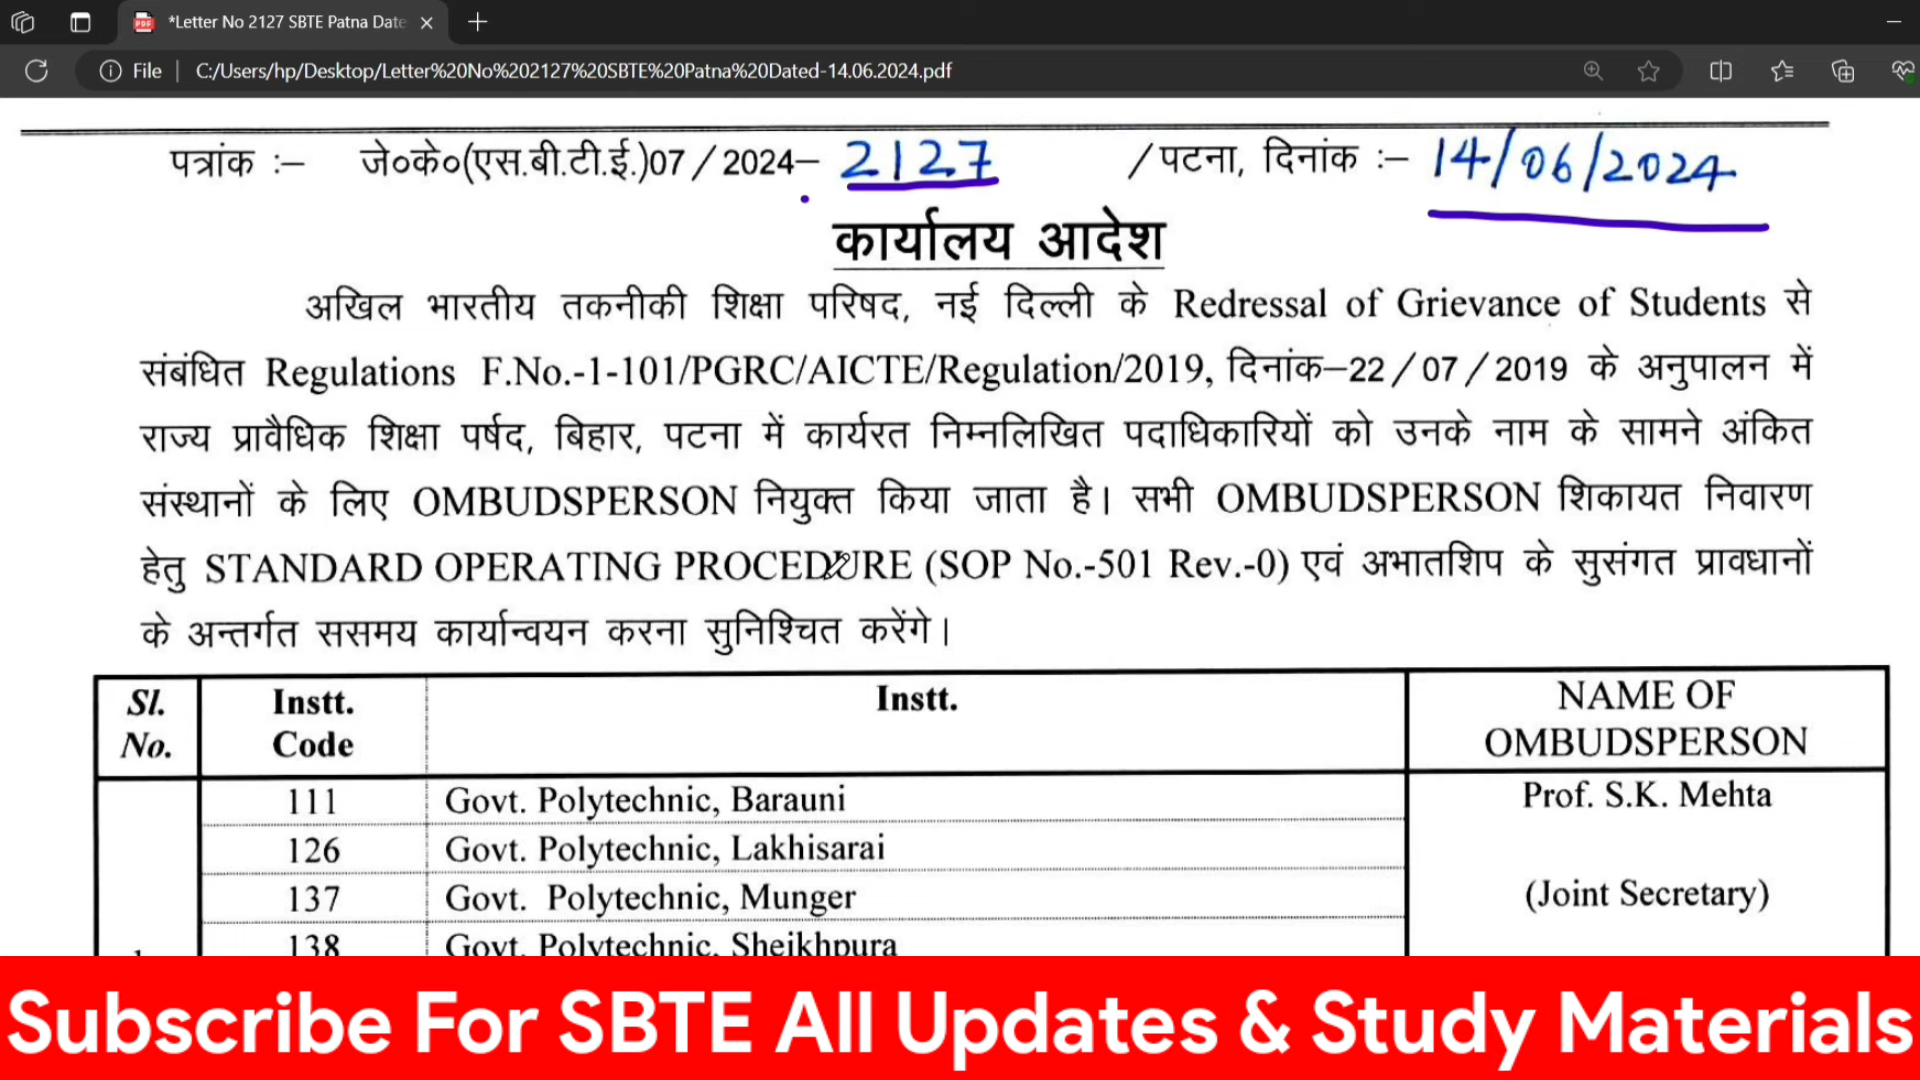 *Letter No 2127 SBTE Patna Date
File
C:/Users/hp/Desktop/Letter%20No%202127%20SBTE%20Patna%20Dated-14.06.2024.pdf
पत्रांक :– जे०के०(एस.बी.टी.ई.)07/2024– 2127 /पटना, दिनांक :– 14/06/2024
कार्यालय आदेश
अखिल भारतीय तकनीकी शिक्षा परिषद, नई दिल्ली के Redressal of Grievance of Students से
संबंधित Regulations F.No.-1-101/PGRC/AICTE/Regulation/2019, दिनांक–22/07/2019 के अनुपालन में
राज्य प्रावैधिक शिक्षा पर्षद, बिहार, पटना में कार्यरत निम्नलिखित पदाधिकारियों को उनके नाम के सामने अंकित
संस्थानों के लिए OMBUDSPERSON नियुक्त किया जाता है। सभी OMBUDSPERSON शिकायत निवारण
हेतु STANDARD OPERATING PROCEDURE (SOP No.-501 Rev.-0) एवं अभातशिप के सुसंगत प्रावधानों
के अन्तर्गत ससमय कार्यान्वयन करना सुनिश्चित करेंगे।
Sl. No. Instt. Code Instt. NAME OF OMBUDSPERSON
111 Govt. Polytechnic, Barauni Prof. S.K. Mehta
126 Govt. Polytechnic, Lakhisarai
137 Govt. Polytechnic, Munger (Joint Secretary)
138 Govt. Polytechnic, Sheikhpura
Subscribe For SBTE All Updates & Study Materials